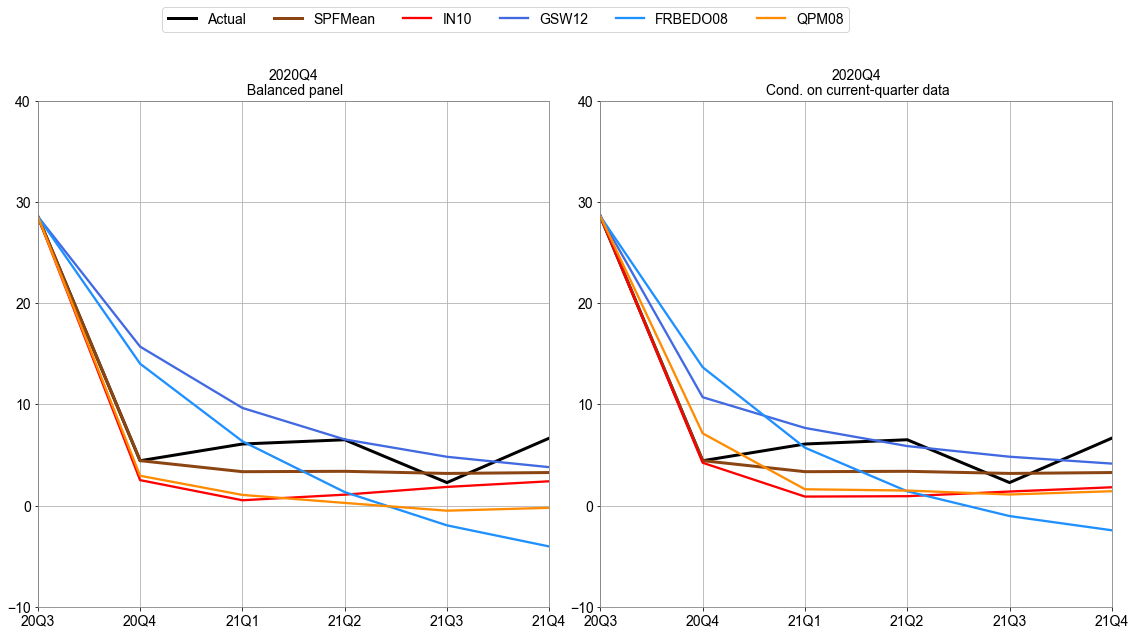 Actual SPFMean IN10 GSW12 FRBEDO08 QPM08
2020Q4
Balanced panel
40
30
20
10
0
−10
20Q3 20Q4 21Q1 21Q2 21Q3 21Q4
2020Q4
Cond. on current-quarter data
40
30
20
10
0
−10
20Q3 20Q4 21Q1 21Q2 21Q3 21Q4